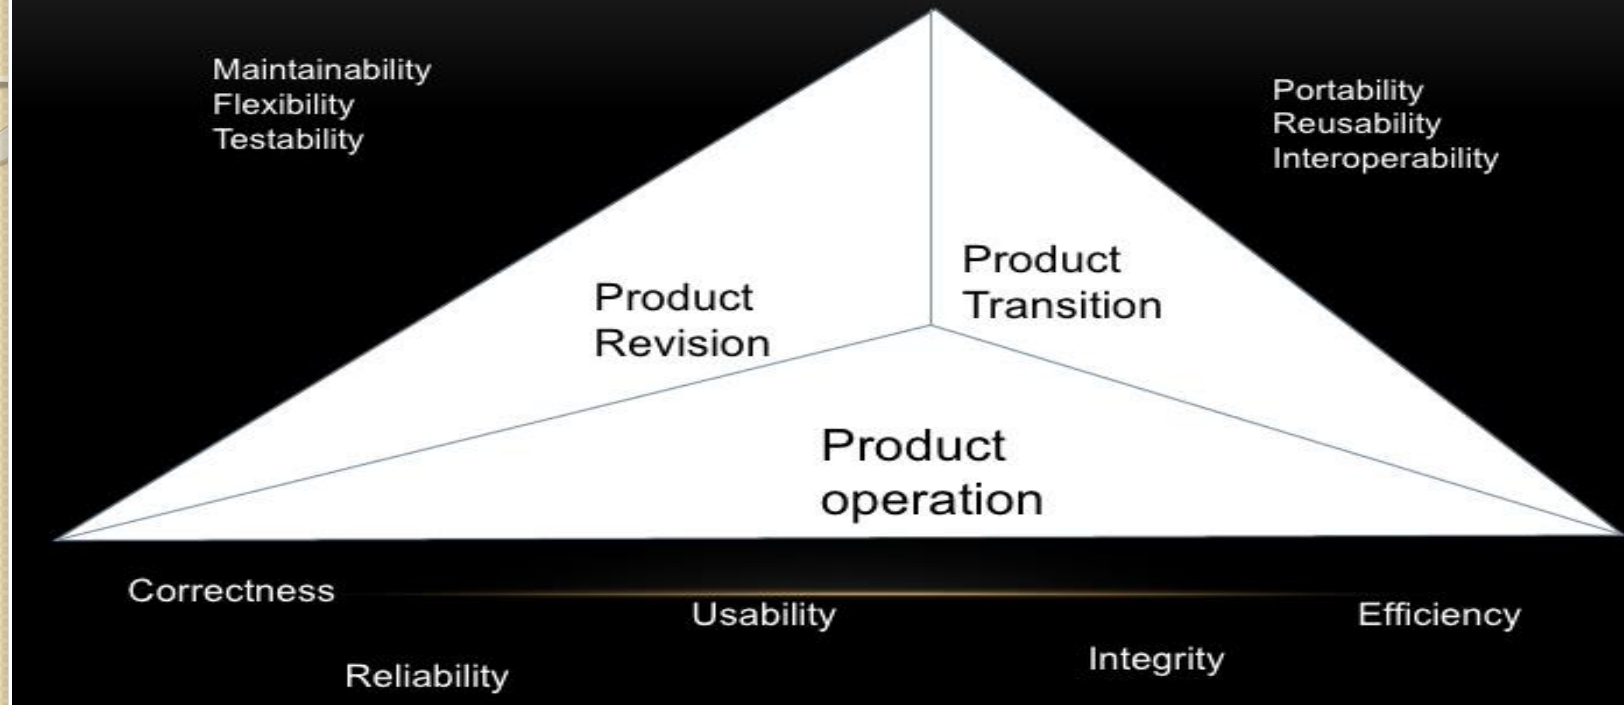 Maintainability
Flexibility
Testability
Portability
Reusability
Interoperability
Product
Revision
Product
Transition
Product
operation
Correctness
Usability
Efficiency
Reliability
Integrity